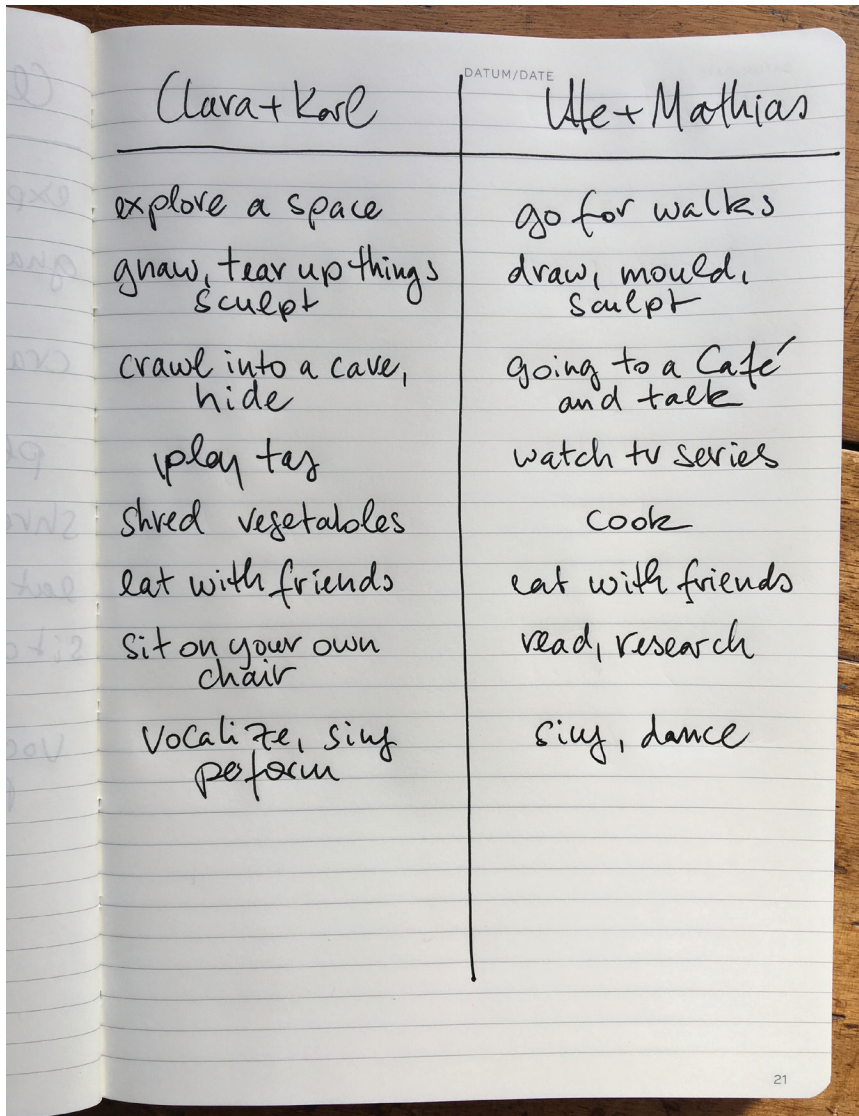 DATUM/DATE
Clara + Karl
explore a space
gnaw, tear up things
sculpt
crawl into a cave,
hide
play tag
shred vegetables
eat with friends
sit on your own
chair
vocalize, sing
peform
Ute + Mathias
go for walks
draw, mould,
sculpt
going to a Café
and talk
watch tv series
cook
eat with friends
read, research
sing, dance
21